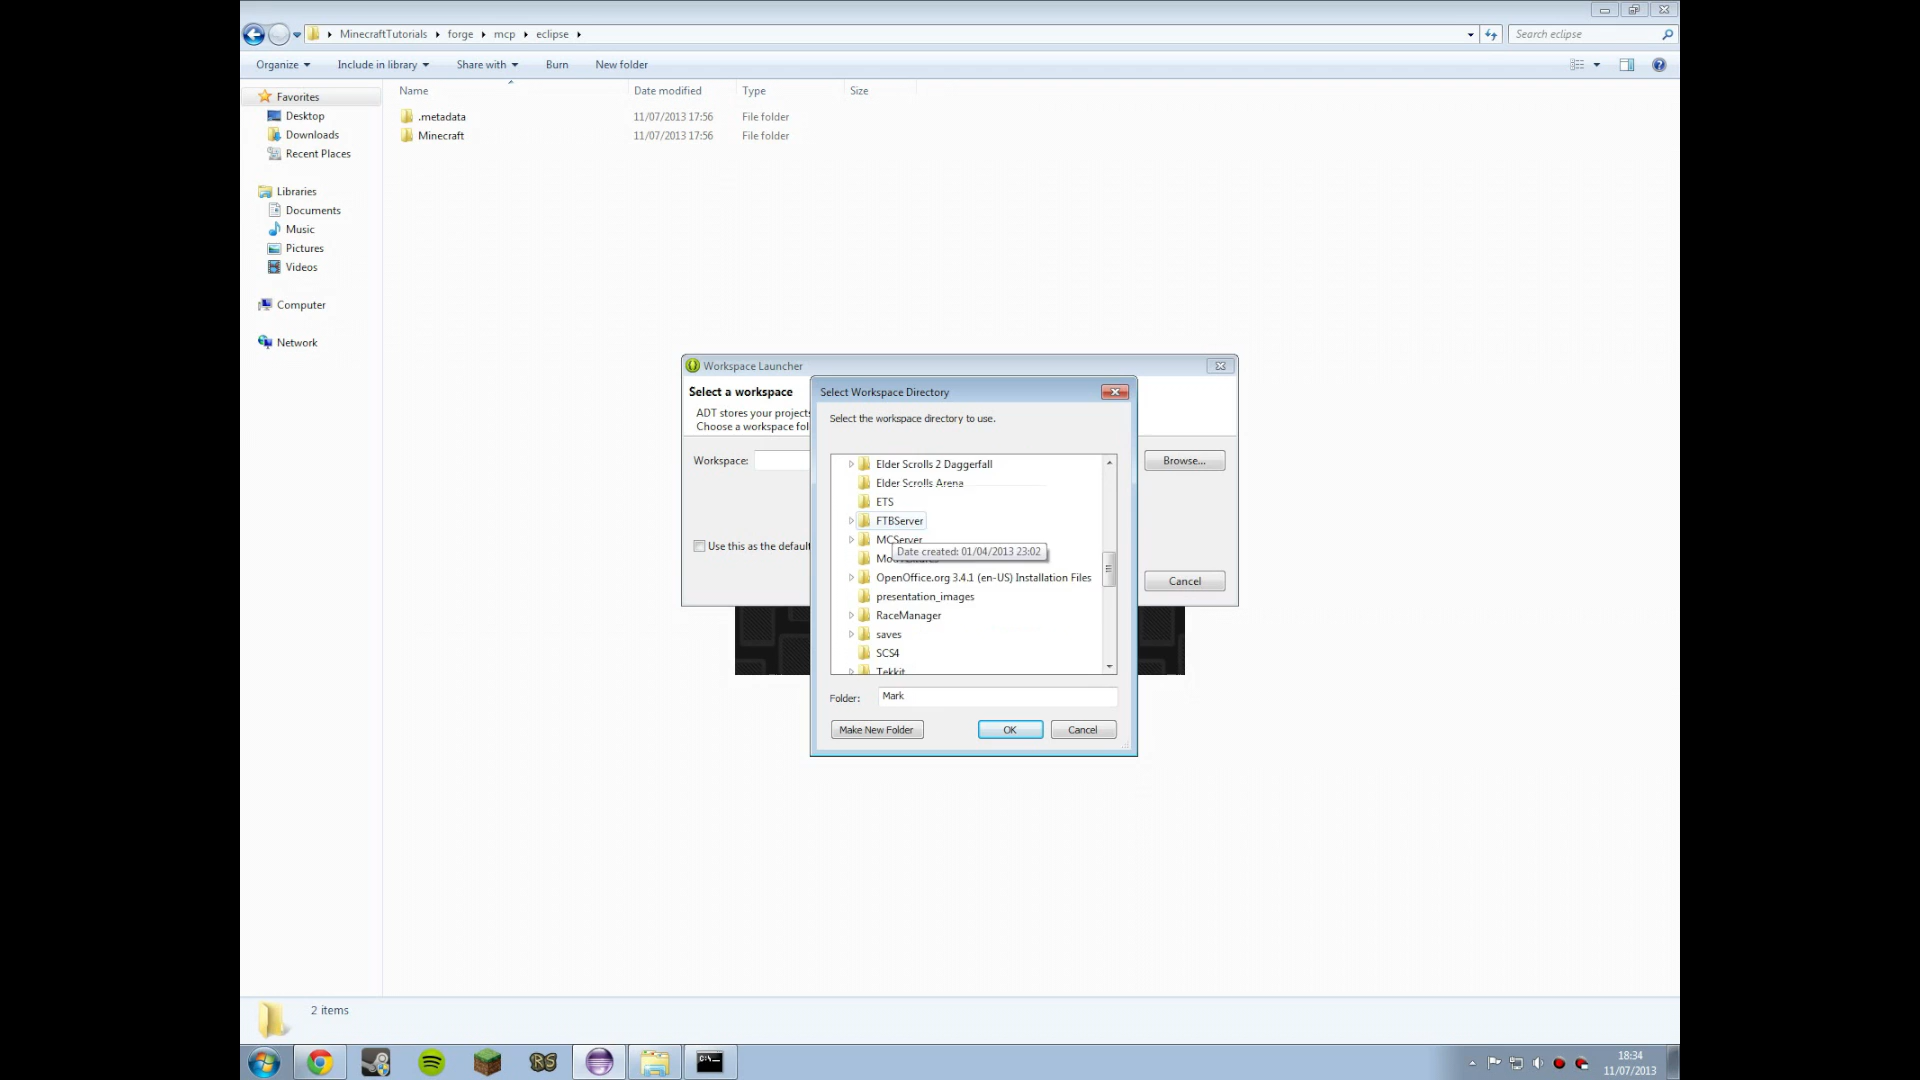 MinecraftTutorials forge mcp eclipse
Search eclipse
Organize Include in library Share with Burn New folder
Name Date modified Type Size
.metadata 11/07/2013 17:56 File folder
Minecraft 11/07/2013 17:56 File folder
Favorites
Desktop
Downloads
Recent Places
Libraries
Documents
Music
Pictures
Videos
Computer
Network
Workspace Launcher
Select a workspace
ADT stores your projects
Choose a workspace fol
Workspace:
Browse...
Use this as the default
Cancel
Select Workspace Directory
Select the workspace directory to use.
Elder Scrolls 2 Daggerfall
Elder Scrolls Arena
ETS
FTBServer
MCServer
Date created: 01/04/2013 23:02
OpenOffice.org 3.4.1 (en-US) Installation Files
presentation_images
RaceManager
saves
SCS4
Tekkit
Folder: Mark
Make New Folder OK Cancel
2 items
C:\
RS
18:34
11/07/2013